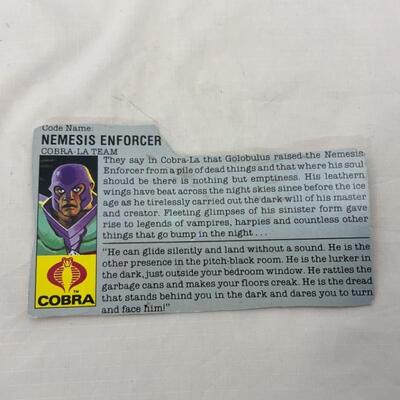 Code Name:
NEMESIS ENFORCER
COBRA-LA TEAM
They say in Cobra-La that Golobulus raised the Nemesis
Enforcer from a pile of dead things and that where his soul
should be there is nothing but emptiness. His leathern
wings have beat across the night skies since before the ice
age as he tirelessly carried out the dark will of his master
and creator. Fleeting glimpses of his sinister form gave
rise to legends of vampires, harpies and countless other
things that go bump in the night . . .
"He can glide silently and land without a sound. He is the
other presence in the pitch-black room. He is the lurker in
the dark, just outside your bedroom window. He rattles the
garbage cans and makes your floors creak. He is the dread
that stands behind you in the dark and dares you to turn
and face him!"
TM
COBRA